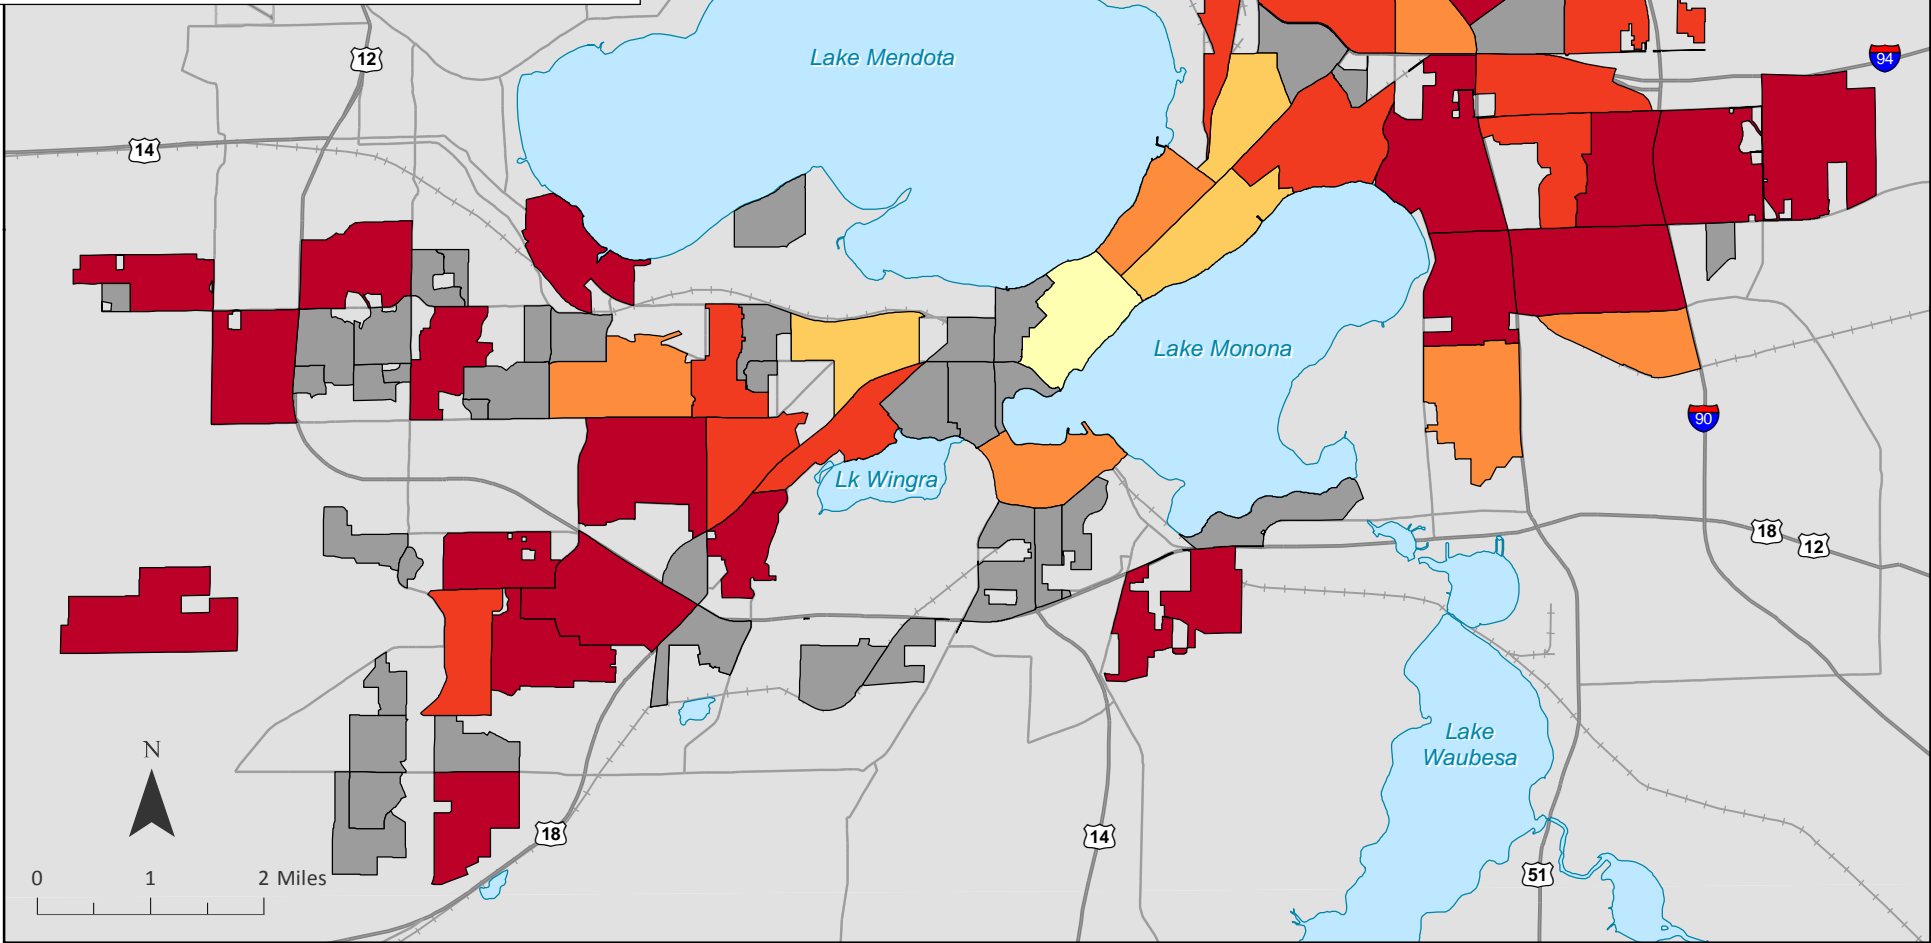 Lake Mendota
12
94
14
Lake Monona
90
Lk Wingra
18
12
Lake
Waubesa
N
18
14
51
0 1 2 Miles